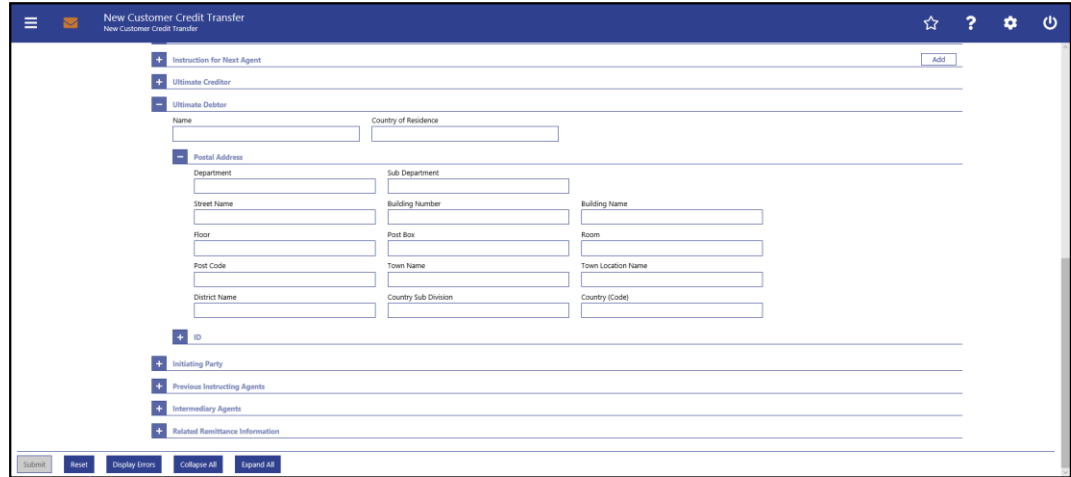 New Customer Credit Transfer
New Customer Credit Transfer
Instruction for Next Agent Add
Ultimate Creditor
Ultimate Debtor
Name Country of Residence
Postal Address
Department Sub Department
Street Name Building Number Building Name
Floor Post Box Room
Post Code Town Name Town Location Name
District Name Country Sub Division Country (Code)
ID
Initiating Party
Previous Instructing Agents
Intermediary Agents
Related Remittance Information
Submit Reset Display Errors Collapse All Expand All